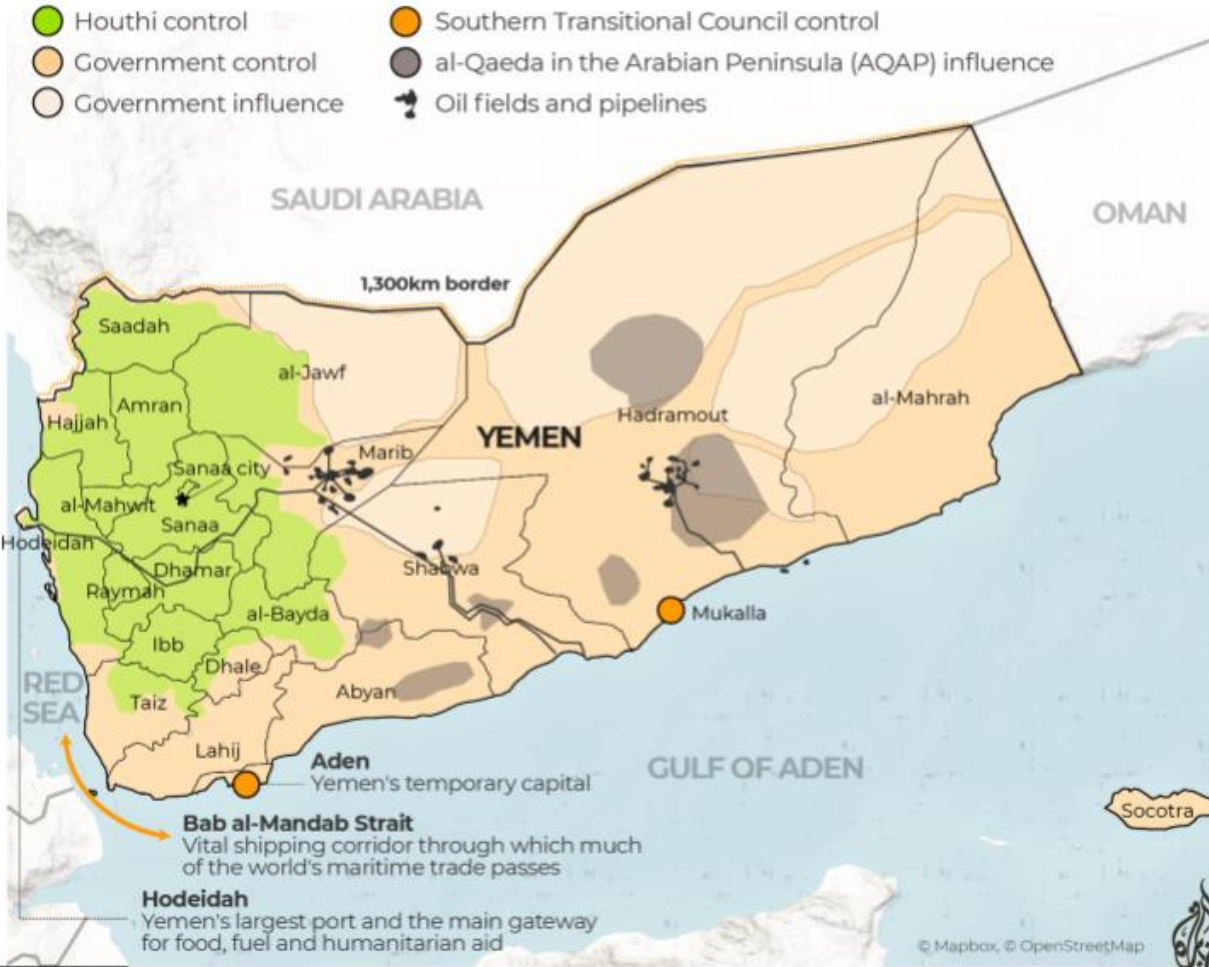 Houthi control
Government control
Government influence
Southern Transitional Council control
al-Qaeda in the Arabian Peninsula (AQAP) influence
Oil fields and pipelines
SAUDI ARABIA
OMAN
1,300km border
Saadah
al-Jawf
Hajjah
Amran
al-Mahrah
Hadramout
YEMEN
Marib
Sanaa city
al-Mahwit
Sanaa
Hodeidah
Dhamar
Shabwa
Raymah
al-Bayda
Mukalla
Ibb
Dhale
RED
SEA
Taiz
Abyan
Lahij
Aden
Yemen's temporary capital
GULF OF ADEN
Socotra
Bab al-Mandab Strait
Vital shipping corridor through which much
of the world's maritime trade passes
Hodeidah
Yemen's largest port and the main gateway
for food, fuel and humanitarian aid
© Mapbox, © OpenStreetMap